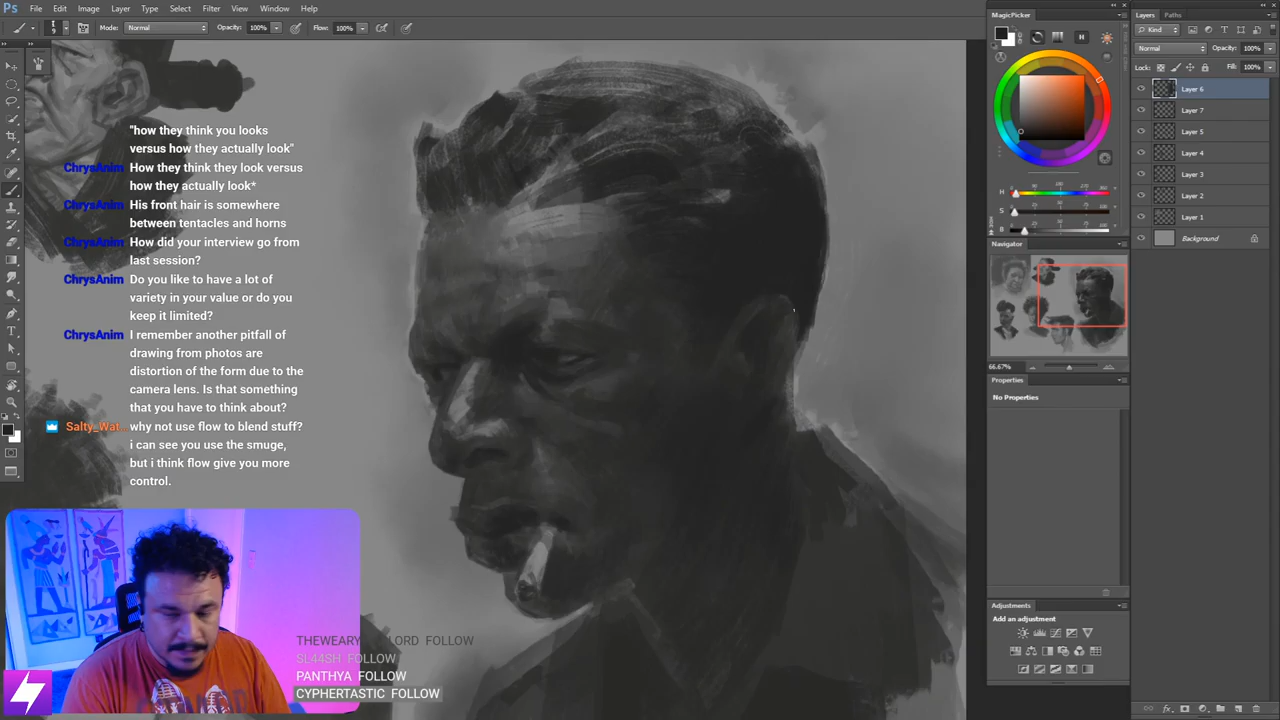 Ps File Edit Image Layer Type Select Filter View Window Help
9 Mode: Normal Opacity: 100% Flow: 100%
"how they think you looks
versus how they actually look"
ChrysAnim How they think they look versus
how they actually look*
ChrysAnim His front hair is somewhere
between tentacles and horns
ChrysAnim How did your interview go from
last session?
ChrysAnim Do you like to have a lot of
variety in your value or do you
keep it limited?
ChrysAnim I remember another pitfall of
drawing from photos are
distortion of the form due to the
camera lens. Is that something
that you have to think about?
Salty_Wat... why not use flow to blend stuff?
i can see you use the smuge,
but i think flow give you more
control.
SL44SH FOLLOW
PANTHYA FOLLOW
CYPHERTASTIC FOLLOW
MagicPicker
H
H
S
B
Navigator
66.67%
Properties
No Properties
Adjustments
Add an adjustment
Layers Paths
Kind
Normal Opacity: 100%
Lock: Fill: 100%
Layer 6
Layer 7
Layer 5
Layer 4
Layer 3
Layer 2
Layer 1
Background
fx